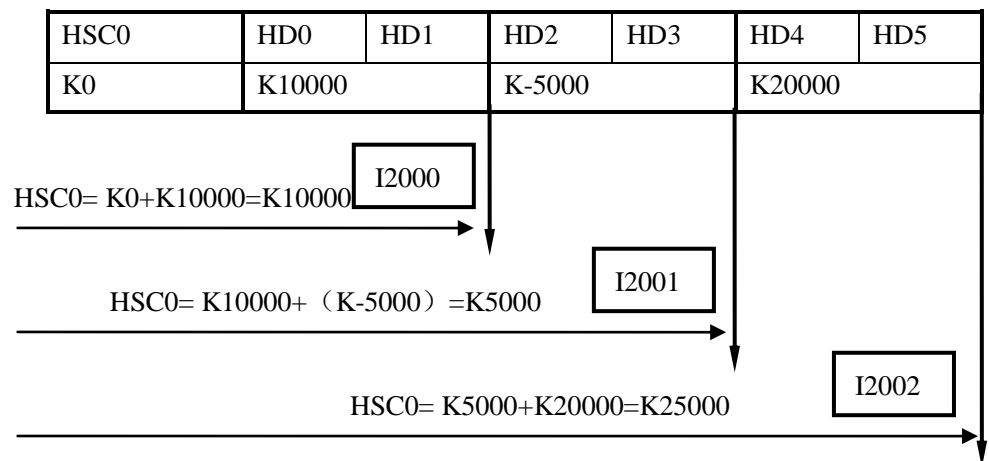 HSC0 HD0 HD1 HD2 HD3 HD4 HD5
K0 K10000 K-5000 K20000
I2000
HSC0= K0+K10000=K10000
I2001
HSC0= K10000+（K-5000）=K5000
I2002
HSC0= K5000+K20000=K25000